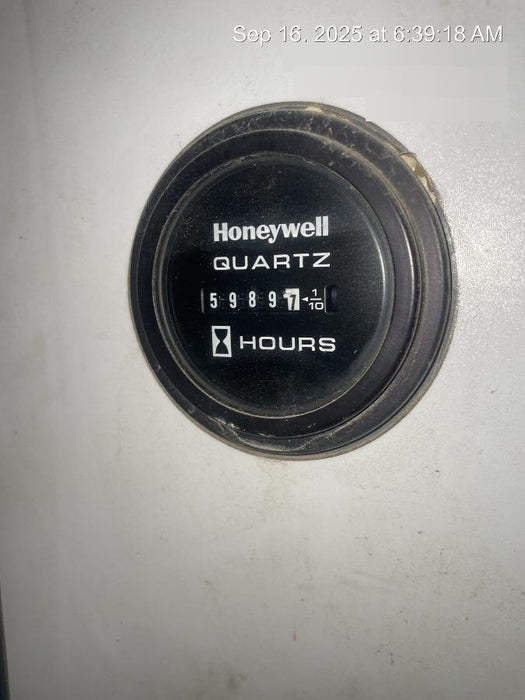 Sep 16, 2025 at 6:39:18 AM
Honeywell
QUARTZ
5 9 8 9 7 ◄ 1/10
HOURS